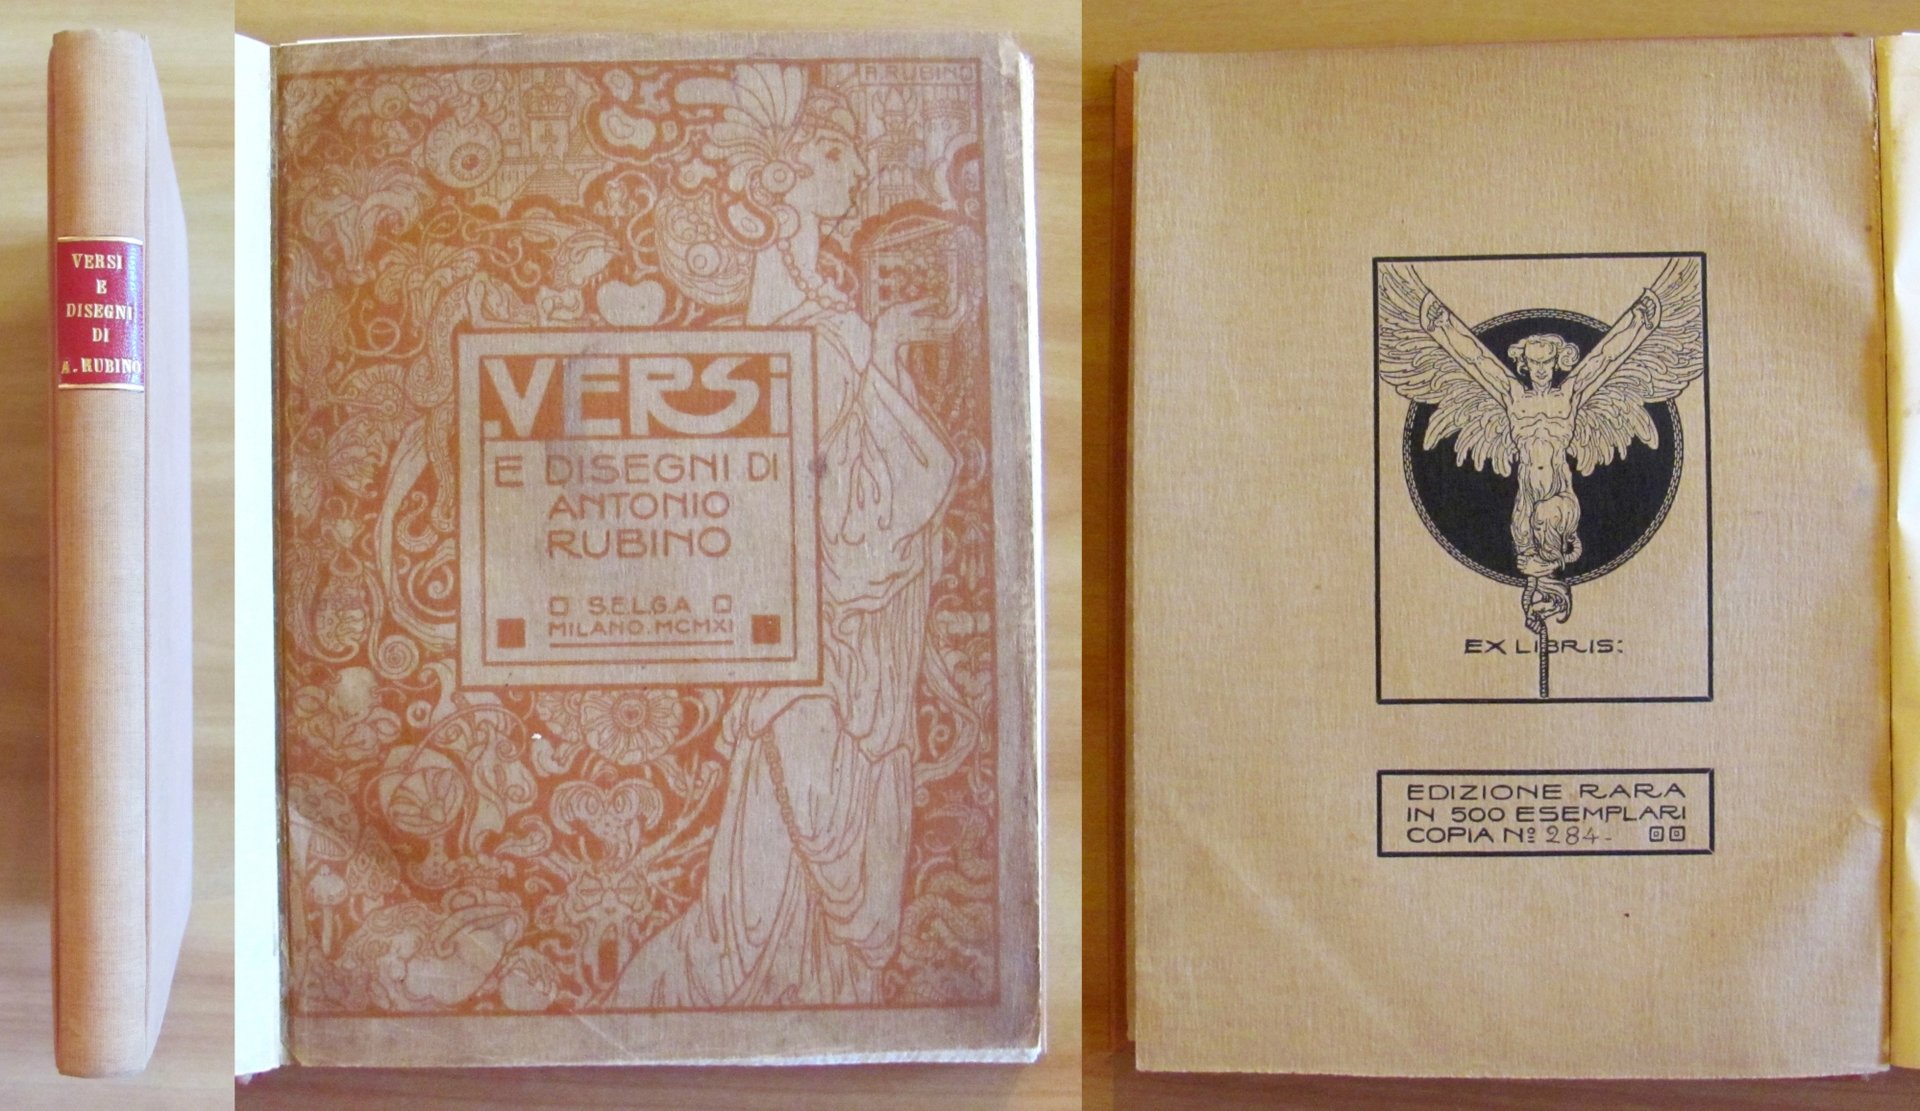 VERSI
E
DISEGNI
DI
A. RUBINO
A. RUBINO
.VERSi
E DISEGNI DI
ANTONIO
RUBINO
S.E.L.G.A
MILANO.MCMXI
EX LIBRIS:
EDIZIONE RARA
IN 500 ESEMPLARI
COPIA Nº 284-